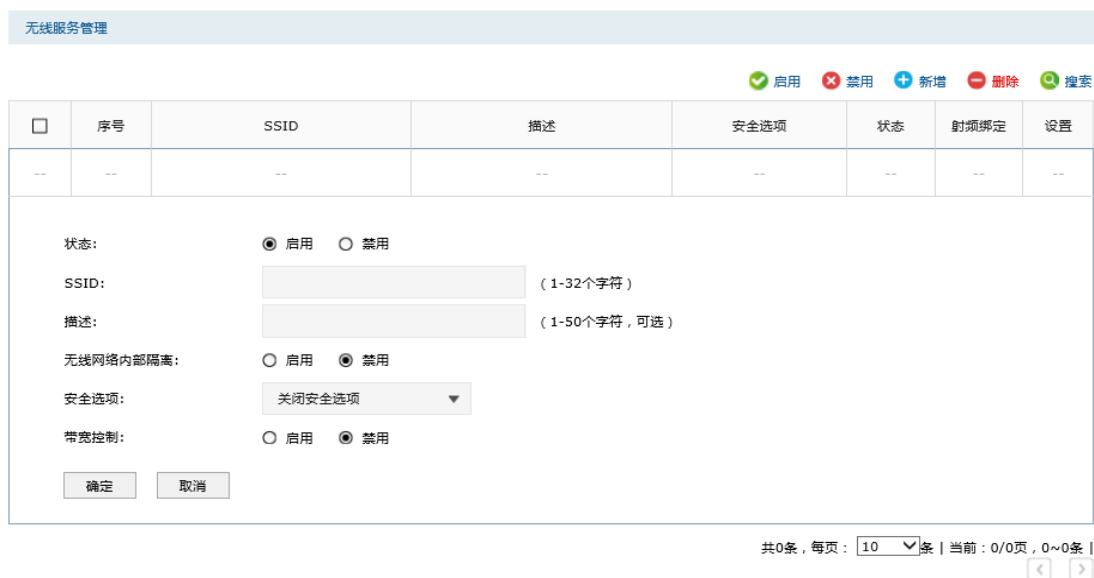 无线服务管理
启用 禁用 新增 删除 搜索
序号 SSID 描述 安全选项 状态 射频绑定 设置
-- -- -- -- -- -- -- --
状态: 启用 禁用
SSID: (1-32个字符)
描述: (1-50个字符,可选)
无线网络内部隔离: 启用 禁用
安全选项: 关闭安全选项
带宽控制: 启用 禁用
确定 取消
共0条,每页: 10 条 | 当前:0/0页,0~0条 |
< >